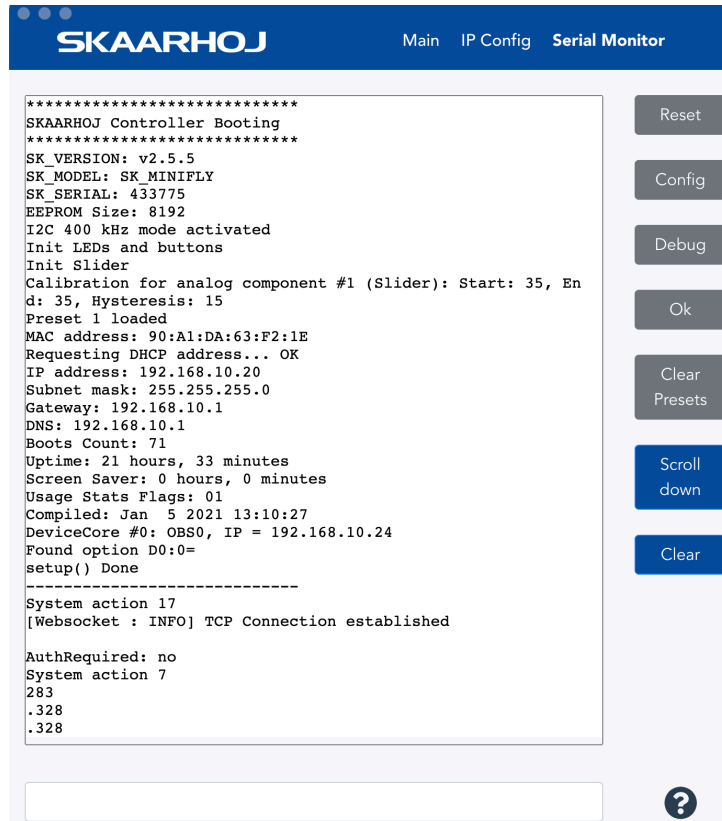 SKAARHOJ
Main IP Config Serial Monitor
*****************************
SKAARHOJ Controller Booting
*****************************
SK_VERSION: v2.5.5
SK_MODEL: SK_MINIFLY
SK_SERIAL: 433775
EEPROM Size: 8192
I2C 400 kHz mode activated
Init LEDs and buttons
Init Slider
Calibration for analog component #1 (Slider): Start: 35, En
d: 35, Hysteresis: 15
Preset 1 loaded
MAC address: 90:A1:DA:63:F2:1E
Requesting DHCP address... OK
IP address: 192.168.10.20
Subnet mask: 255.255.255.0
Gateway: 192.168.10.1
DNS: 192.168.10.1
Boots Count: 71
Uptime: 21 hours, 33 minutes
Screen Saver: 0 hours, 0 minutes
Usage Stats Flags: 01
Compiled: Jan  5 2021 13:10:27
DeviceCore #0: OBS0, IP = 192.168.10.24
Found option D0:0=
setup() Done
-----------------------------
System action 17
[Websocket : INFO] TCP Connection established
AuthRequired: no
System action 7
283
.328
.328
Reset
Config
Debug
Ok
Clear
Presets
Scroll
down
Clear
?